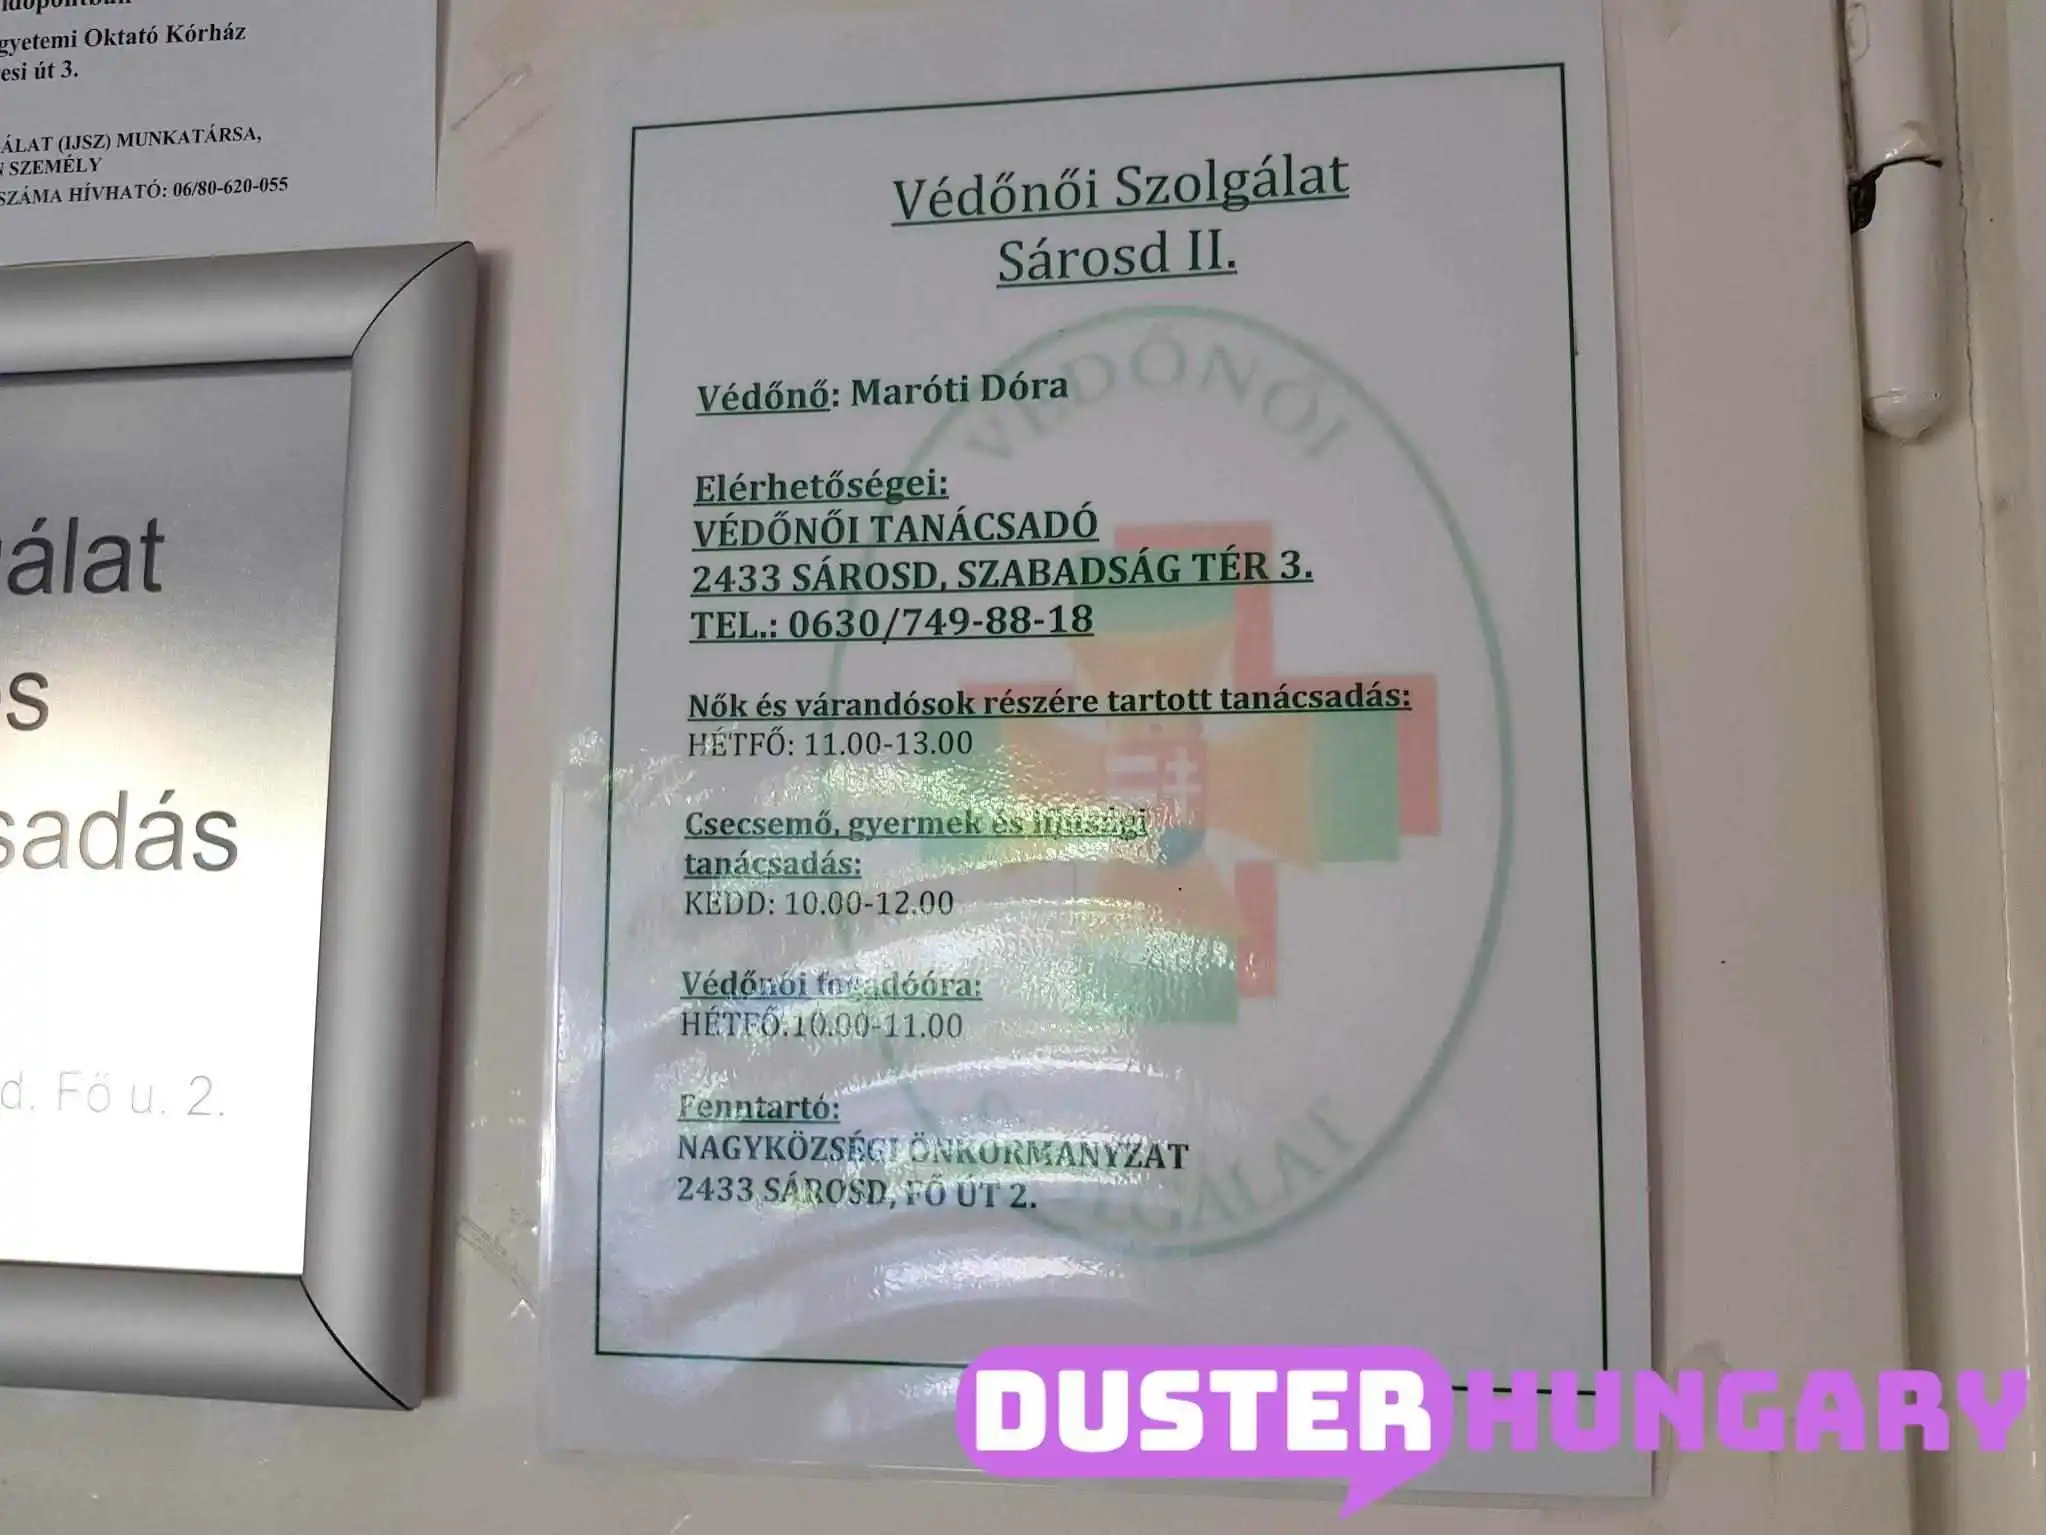 időpontban
gyetemi Oktató Kórház
esi út 3.
ÁLAT (IJSZ) MUNKATÁRSA,
N SZEMÉLY
SZÁMA HÍVHATÓ: 06/80-620-055
álat
s
sadás
d. Fő u. 2.
Védőnői Szolgálat
Sárosd II.
VÉDŐNŐI
Védőnő: Maróti Dóra
Elérhetőségei:
VÉDŐNŐI TANÁCSADÓ
2433 SÁROSD, SZABADSÁG TÉR 3.
TEL.: 0630/749-88-18
Nők és várandósok részére tartott tanácsadás:
HÉTFŐ: 11.00-13.00
Csecsemő, gyermek és ifjúsági
tanácsadás:
KEDD: 10.00-12.00
Védőnői fogadóóra:
HÉTFŐ:10.00-11.00
Fenntartó:
NAGYKÖZSÉGI ÖNKORMÁNYZAT
2433 SÁROSD, FŐ ÚT 2.
DUSTER HUNGARY